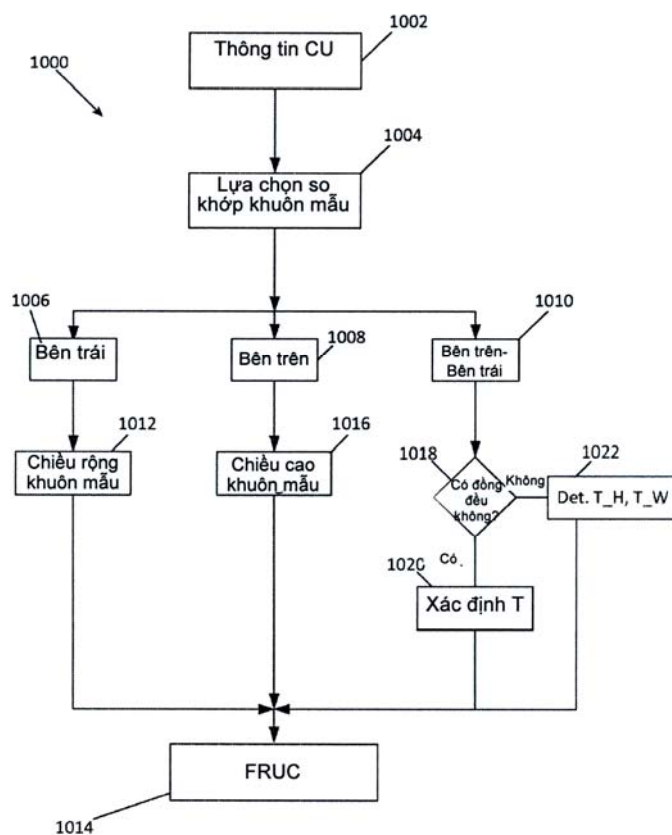 1002
Thông tin CU
1000
1004
Lựa chọn so
khớp khuôn mẫu
1006
Bên trái
Bên trên
1008
1010
Bên trên-
Bên trái
1012
Chiều rộng
khuôn mẫu
1016
Chiều cao
khuôn mẫu
1018
Có đồng
đều
không?
Không
1022
Det. T_H, T_W
Có
1020
Xác định T
FRUC
1014